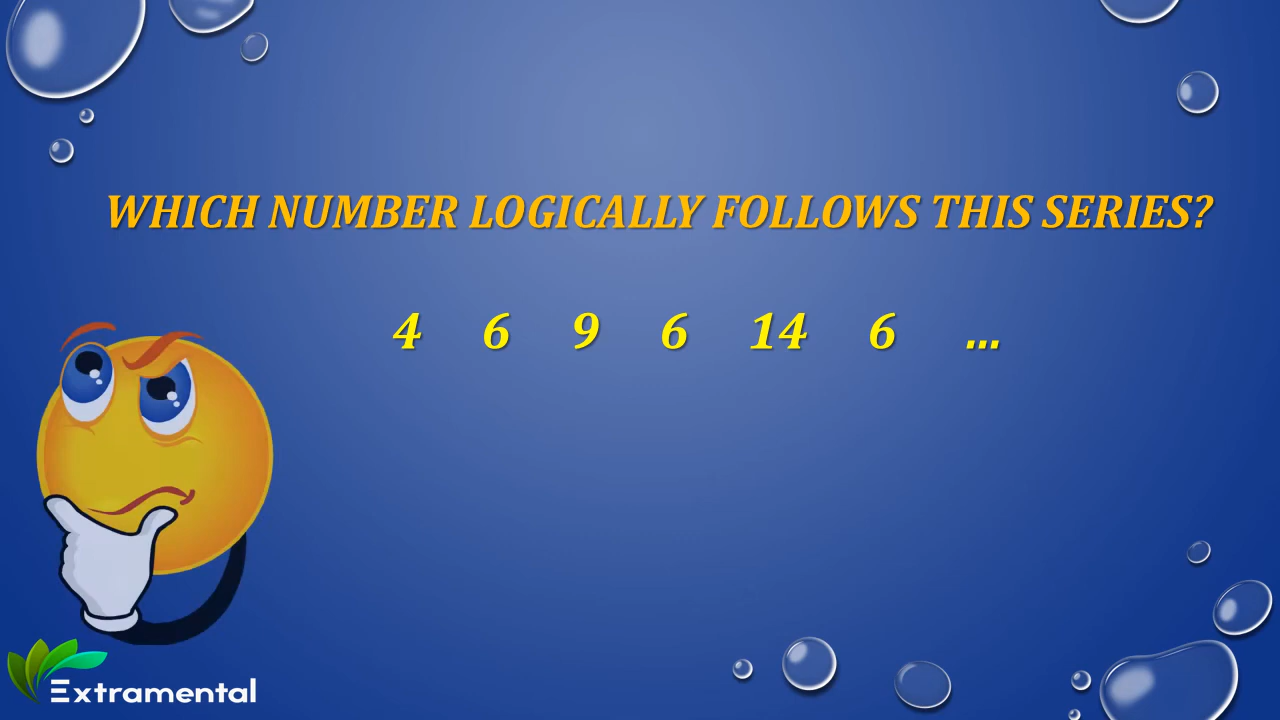 WHICH NUMBER LOGICALLY FOLLOWS THIS SERIES?
4 6 9 6 14 6 ...
Extramental